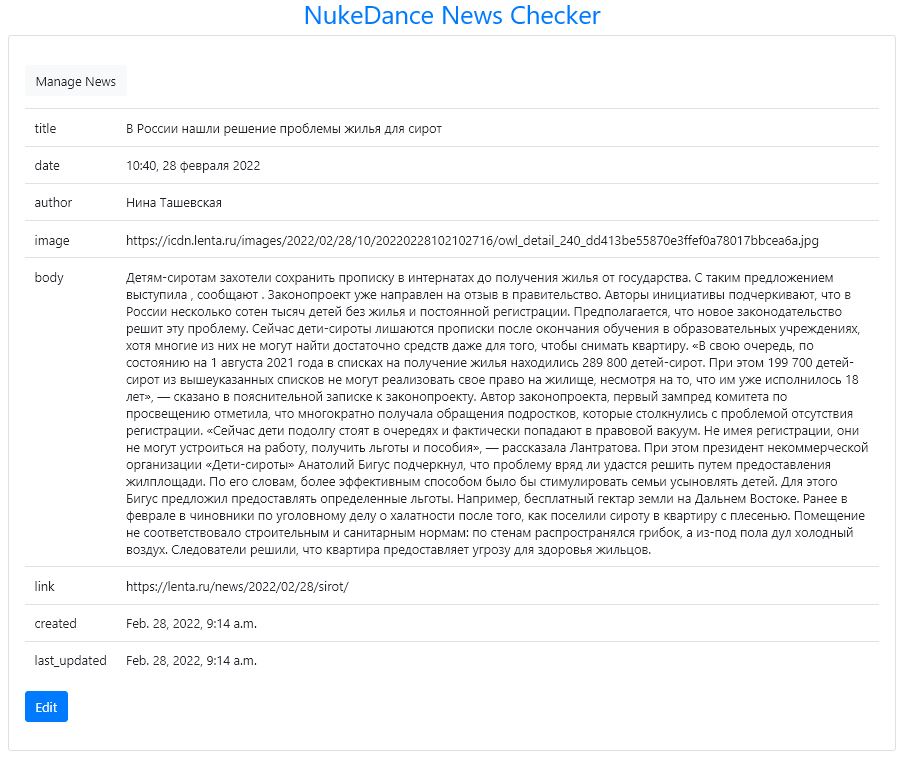 NukeDance News Checker
Manage News
title В России нашли решение проблемы жилья для сирот
date 10:40, 28 февраля 2022
author Нина Ташевская
image https://icdn.lenta.ru/images/2022/02/28/10/20220228102102716/owl_detail_240_dd413be55870e3ffef0a78017bbcea6a.jpg
body Детям-сиротам захотели сохранить прописку в интернатах до получения жилья от государства. С таким предложением
выступила , сообщают . Законопроект уже направлен на отзыв в правительство. Авторы инициативы подчеркивают, что в
России несколько сотен тысяч детей без жилья и постоянной регистрации. Предполагается, что новое законодательство
решит эту проблему. Сейчас дети-сироты лишаются прописки после окончания обучения в образовательных учреждениях,
хотя многие из них не могут найти достаточно средств даже для того, чтобы снимать квартиру. «В свою очередь, по
состоянию на 1 августа 2021 года в списках на получение жилья находились 289 800 детей-сирот. При этом 199 700 детей-
сирот из вышеуказанных списков не могут реализовать свое право на жилище, несмотря на то, что им уже исполнилось 18
лет», — сказано в пояснительной записке к законопроекту. Автор законопроекта, первый зампред комитета по
просвещению отметила, что многократно получала обращения подростков, которые столкнулись с проблемой отсутствия
регистрации. «Сейчас дети подолгу стоят в очередях и фактически попадают в правовой вакуум. Не имея регистрации, они
не могут устроиться на работу, получить льготы и пособия», — рассказала Лантратова. При этом президент некоммерческой
организации «Дети-сироты» Анатолий Бигус подчеркнул, что проблему вряд ли удастся решить путем предоставления
жилплощади. По его словам, более эффективным способом было бы стимулировать семьи усыновлять детей. Для этого
Бигус предложил предоставлять определенные льготы. Например, бесплатный гектар земли на Дальнем Востоке. Ранее в
феврале в чиновники по уголовному делу о халатности после того, как поселили сироту в квартиру с плесенью. Помещение
не соответствовало строительным и санитарным нормам: по стенам распространялся грибок, а из-под пола дул холодный
воздух. Следователи решили, что квартира предоставляет угрозу для здоровья жильцов.
link https://lenta.ru/news/2022/02/28/sirot/
created Feb. 28, 2022, 9:14 a.m.
last_updated Feb. 28, 2022, 9:14 a.m.
Edit